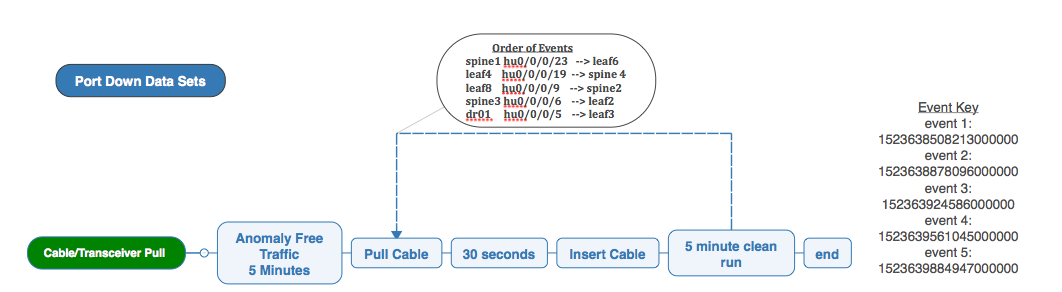 Port Down Data Sets
Order of Events
spine1 hu0/0/0/23 --> leaf6
leaf4 hu0/0/0/19 --> spine 4
leaf8 hu0/0/0/9 --> spine2
spine3 hu0/0/0/6 --> leaf2
dr01 hu0/0/0/5 --> leaf3
Event Key
event 1:
1523638508213000000
event 2:
1523638878096000000
event 3:
152363924586000000
event 4:
1523639561045000000
event 5:
1523639884947000000
Cable/Transceiver Pull
Anomaly Free
Traffic
5 Minutes
Pull Cable
30 seconds
Insert Cable
5 minute clean
run
end